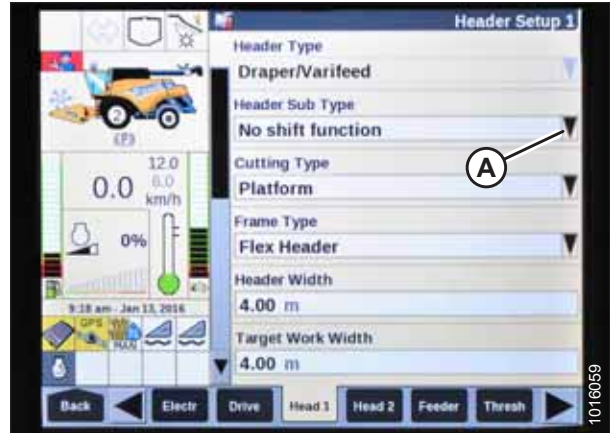 Header Setup 1
Header Type
Draper/Varifeed
Header Sub Type
No shift function
A
Cutting Type
Platform
Frame Type
Flex Header
Header Width
4.00 m
Target Work Width
4.00 m
2
(F)
12.0
0.0 6.0
km/h
0%
9:18 am - Jan 13, 2016
GPS
MAN
Back
Electr
Drive
Head 1
Head 2
Feeder
Thresh
1016059